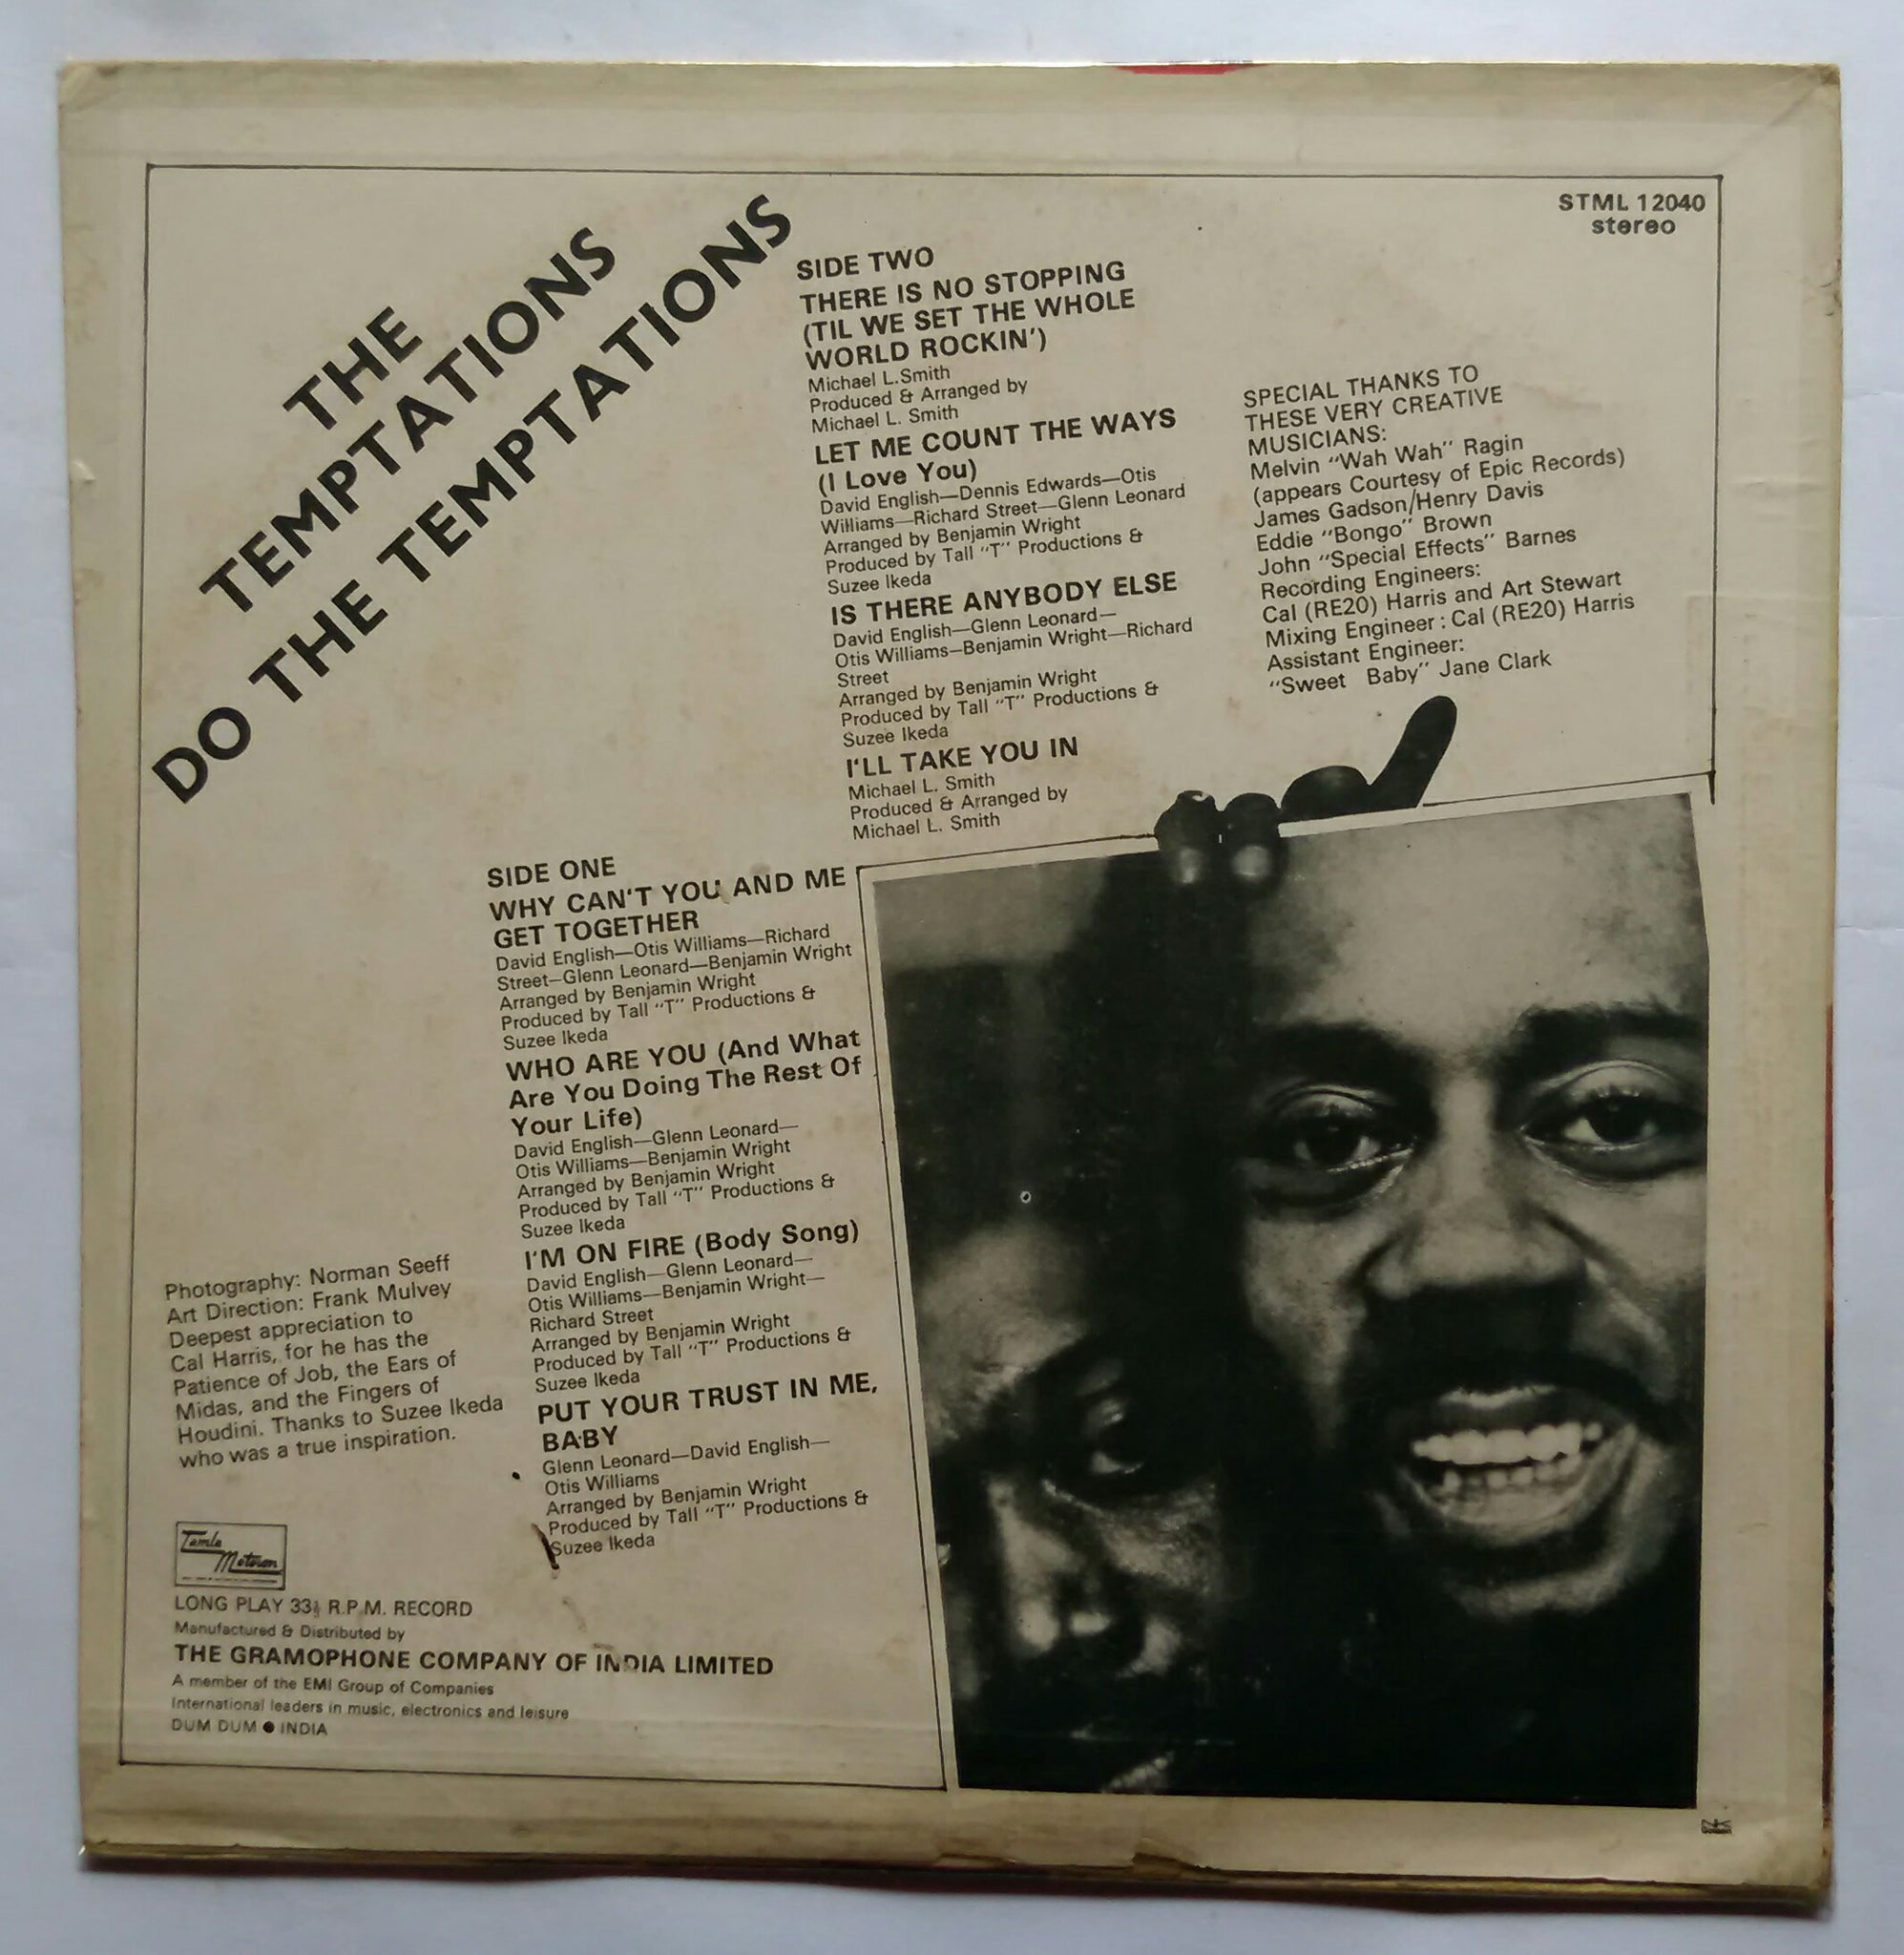 THE
TEMPTATIONS
DO THE TEMPTATIONS
STML 12040
stereo
SIDE TWO
THERE IS NO STOPPING
(TIL WE SET THE WHOLE
WORLD ROCKIN')
Michael L.Smith
Produced & Arranged by
Michael L. Smith
LET ME COUNT THE WAYS
(I Love You)
David English—Dennis Edwards—Otis
Williams—Richard Street—Glenn Leonard
Arranged by Benjamin Wright
Produced by Tall "T" Productions &
Suzee Ikeda
IS THERE ANYBODY ELSE
David English—Glenn Leonard—
Otis Williams—Benjamin Wright—Richard
Street
Arranged by Benjamin Wright
Produced by Tall "T" Productions &
Suzee Ikeda
I'LL TAKE YOU IN
Michael L. Smith
Produced & Arranged by
Michael L. Smith
SPECIAL THANKS TO
THESE VERY CREATIVE
MUSICIANS:
Melvin "Wah Wah" Ragin
(appears Courtesy of Epic Records)
James Gadson/Henry Davis
Eddie "Bongo" Brown
John "Special Effects" Barnes
Recording Engineers:
Cal (RE20) Harris and Art Stewart
Mixing Engineer : Cal (RE20) Harris
Assistant Engineer:
"Sweet Baby" Jane Clark
SIDE ONE
WHY CAN'T YOU AND ME
GET TOGETHER
David English—Otis Williams—Richard
Street—Glenn Leonard—Benjamin Wright
Arranged by Benjamin Wright
Produced by Tall "T" Productions &
Suzee Ikeda
WHO ARE YOU (And What
Are You Doing The Rest Of
Your Life)
David English—Glenn Leonard—
Otis Williams—Benjamin Wright
Arranged by Benjamin Wright
Produced by Tall "T" Productions &
Suzee Ikeda
I'M ON FIRE (Body Song)
David English—Glenn Leonard—
Otis Williams—Benjamin Wright—
Richard Street
Arranged by Benjamin Wright
Produced by Tall "T" Productions &
Suzee Ikeda
PUT YOUR TRUST IN ME,
BABY
Glenn Leonard—David English—
Otis Williams
Arranged by Benjamin Wright
Produced by Tall "T" Productions &
Suzee Ikeda
Photography: Norman Seeff
Art Direction: Frank Mulvey
Deepest appreciation to
Cal Harris, for he has the
Patience of Job, the Ears of
Midas, and the Fingers of
Houdini. Thanks to Suzee Ikeda
who was a true inspiration.
Tamla
Motown
LONG PLAY 33⅓ R.P.M. RECORD
Manufactured & Distributed by
THE GRAMOPHONE COMPANY OF INDIA LIMITED
A member of the EMI Group of Companies
International leaders in music, electronics and leisure
DUM DUM ● INDIA